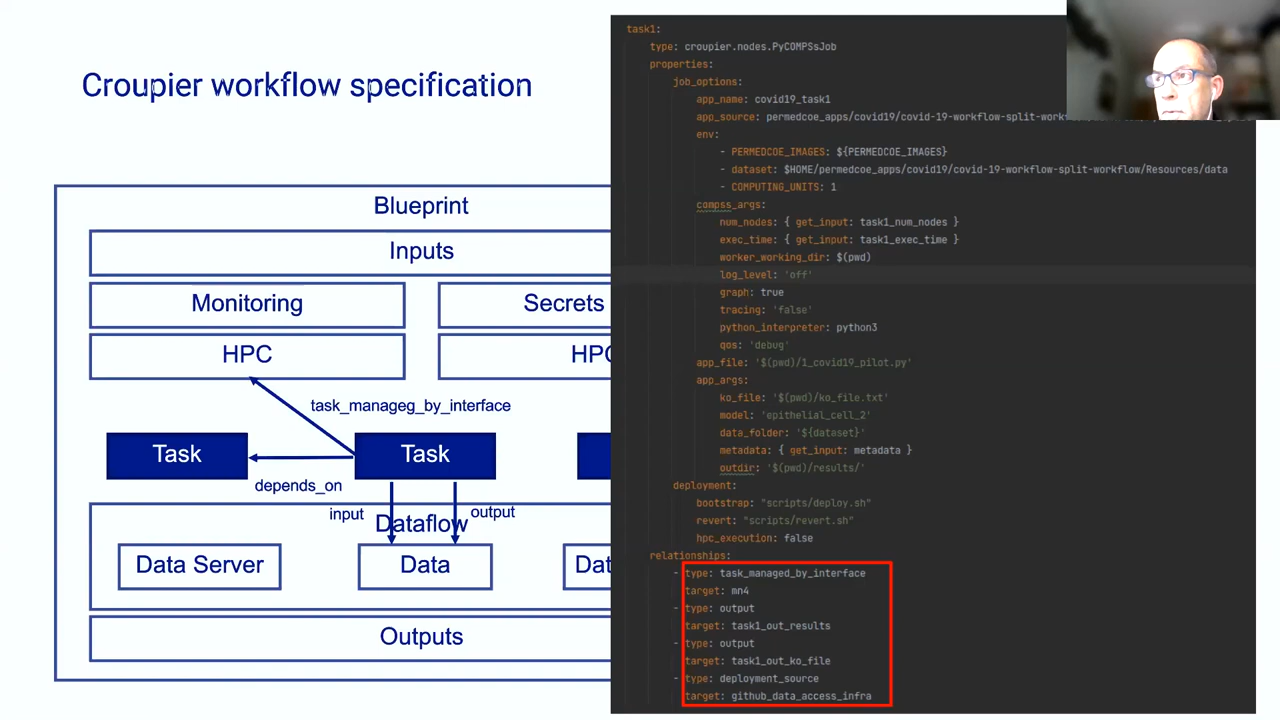 Croupier workflow specification
Blueprint
Inputs
Monitoring
Secrets
HPC
HPC
task_manageg_by_interface
Task
Task
depends_on
input
output
Dataflow
Data Server
Data
Dat
Outputs
task1:
type: croupier.nodes.PyCOMPSsJob
properties:
job_options:
app_name: covid19_task1
app_source: permedcoe_apps/covid19/covid-19-workflow-split-workf
env:
- PERMEDCOE_IMAGES: ${PERMEDCOE_IMAGES}
- dataset: $HOME/permedcoe_apps/covid19/covid-19-workflow-split-workflow/Resources/data
- COMPUTING_UNITS: 1
compss_args:
num_nodes: { get_input: task1_num_nodes }
exec_time: { get_input: task1_exec_time }
worker_working_dir: $(pwd)
log_level: 'off'
graph: true
tracing: 'false'
python_interpreter: python3
qos: 'debug'
app_file: '$(pwd)/1_covid19_pilot.py'
app_args:
ko_file: '$(pwd)/ko_file.txt'
model: 'epithelial_cell_2'
data_folder: '${dataset}'
metadata: { get_input: metadata }
outdir: '$(pwd)/results/'
deployment:
bootstrap: "scripts/deploy.sh"
revert: "scripts/revert.sh"
hpc_execution: false
relationships:
- type: task_managed_by_interface
target: mn4
- type: output
target: task1_out_results
- type: output
target: task1_out_ko_file
- type: deployment_source
target: github_data_access_infra